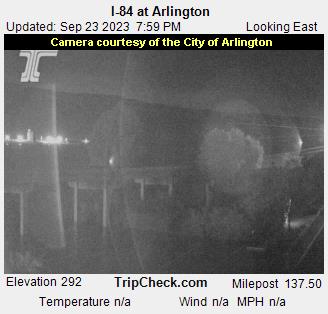 I-84 at Arlington
Updated: Sep 23 2023 7:59 PM Looking East
Camera courtesy of the City of Arlington
Elevation 292 TripCheck.com Milepost 137.50
Temperature n/a Wind n/a MPH n/a